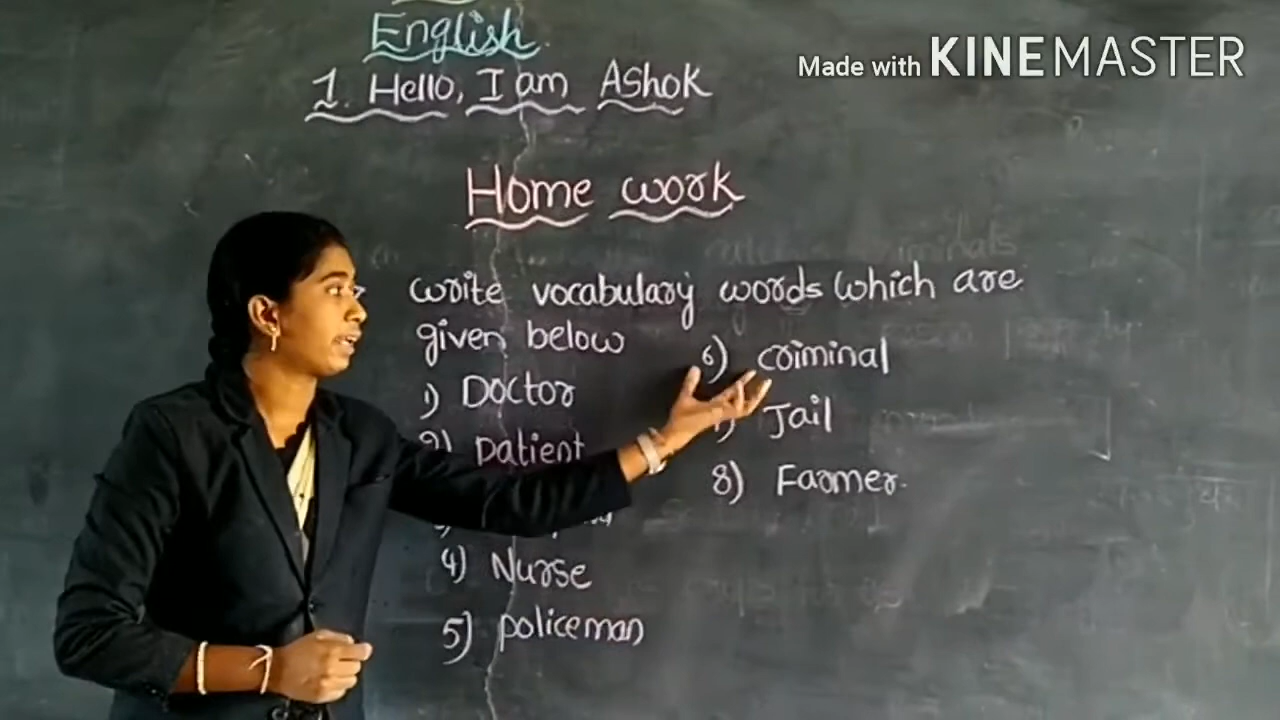 English.
1. Hello, I am Ashok
Made with KINEMASTER
Home work
write vocabulary words which are
given below
1) Doctor
2) patient
4) Nurse
5) policeman
6) criminal
7) Jail
8) Farmer.